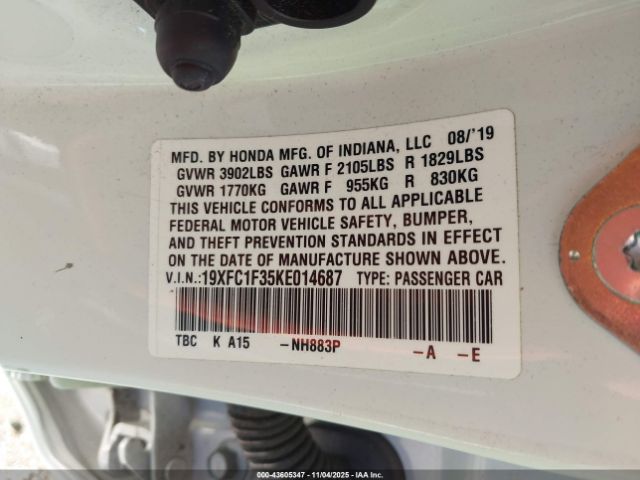 MFD. BY HONDA MFG. OF INDIANA, LLC 08/'19
GVWR 3902LBS GAWR F 2105LBS R 1829LBS
GVWR 1770KG GAWR F 955KG R 830KG
THIS VEHICLE CONFORMS TO ALL APPLICABLE
FEDERAL MOTOR VEHICLE SAFETY, BUMPER,
AND THEFT PREVENTION STANDARDS IN EFFECT
ON THE DATE OF MANUFACTURE SHOWN ABOVE.
V.I.N.:19XFC1F35KE014687 TYPE: PASSENGER CAR
TBC K A15 -NH883P -A -E
000-43605347 - 11/04/2025 - IAA Inc.